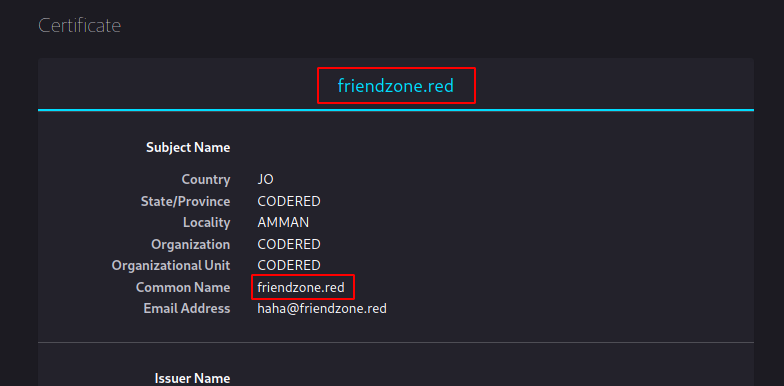 Certificate
friendzone.red
Subject Name
Country JO
State/Province CODERED
Locality AMMAN
Organization CODERED
Organizational Unit CODERED
Common Name friendzone.red
Email Address haha@friendzone.red
Issuer Name